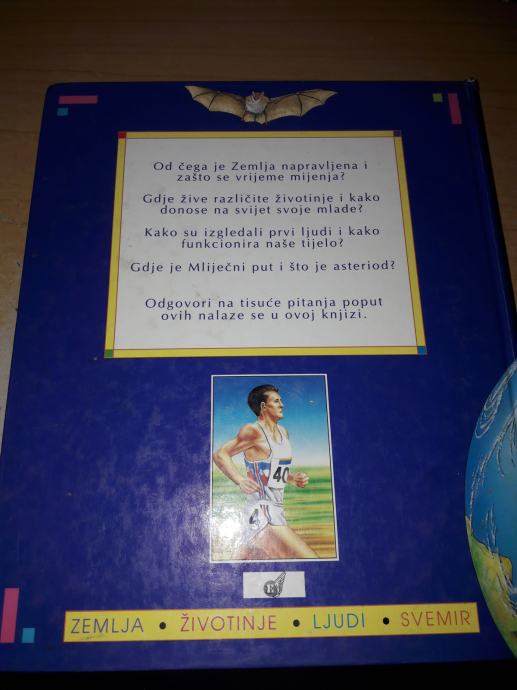 Od čega je Zemlja napravljena i
zašto se vrijeme mijenja?
Gdje žive različite životinje i kako
donose na svijet svoje mlade?
Kako su izgledali prvi ljudi i kako
funkcionira naše tijelo?
Gdje je Mliječni put i što je asteriod?
Odgovori na tisuće pitanja poput
ovih nalaze se u ovoj knjizi.
40
4
ZEMLJA • ŽIVOTINJE • LJUDI • SVEMIR